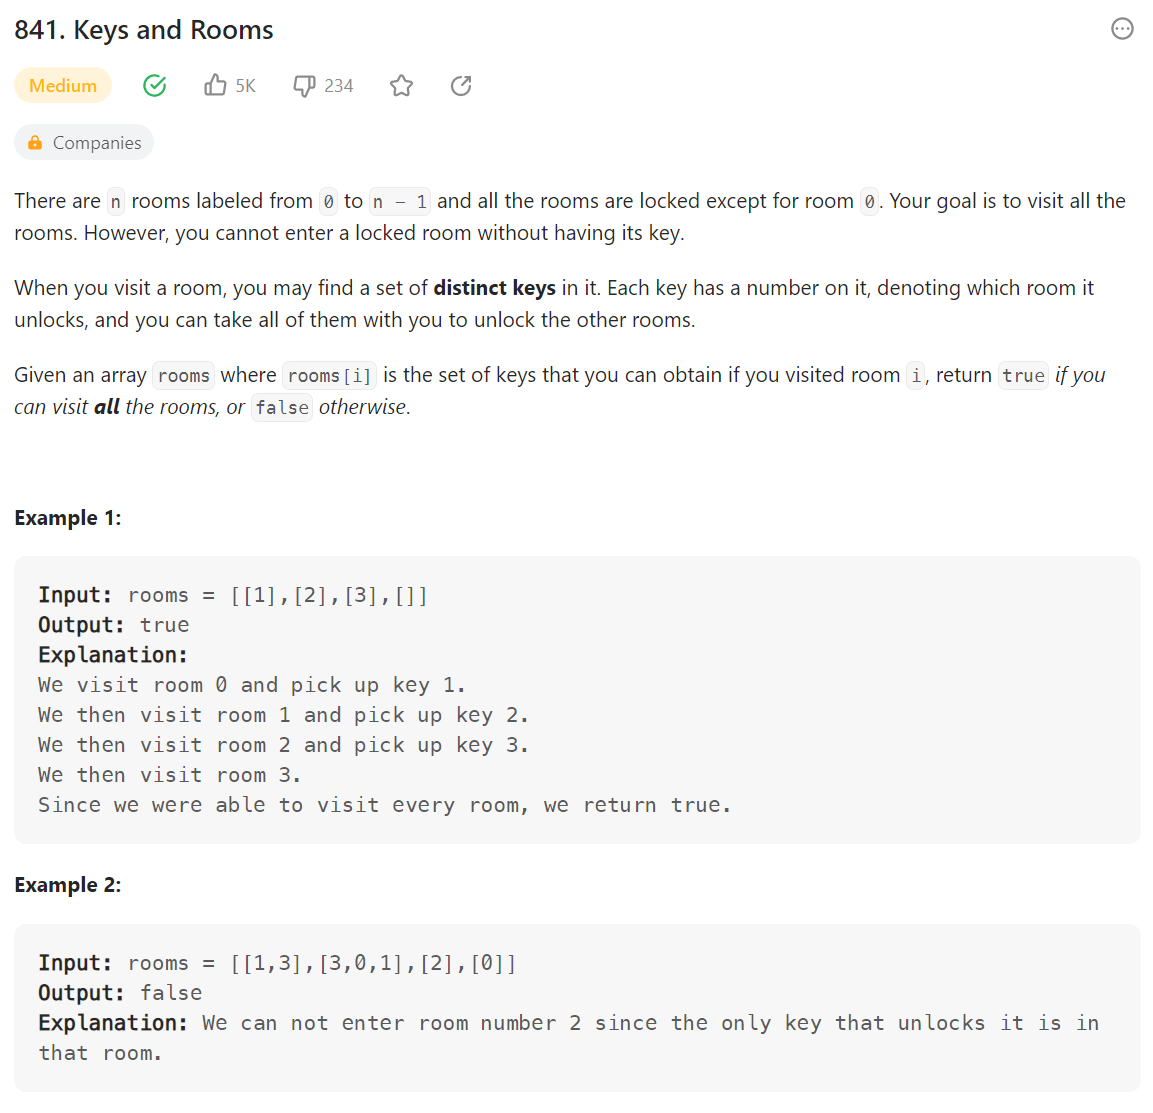 841. Keys and Rooms
Medium
5K
234
Companies
There are n rooms labeled from 0 to n - 1 and all the rooms are locked except for room 0. Your goal is to visit all the
rooms. However, you cannot enter a locked room without having its key.
When you visit a room, you may find a set of distinct keys in it. Each key has a number on it, denoting which room it
unlocks, and you can take all of them with you to unlock the other rooms.
Given an array rooms where rooms[i] is the set of keys that you can obtain if you visited room i, return true if you
can visit all the rooms, or false otherwise.
Example 1:
Input: rooms = [[1],[2],[3],[]]
Output: true
Explanation:
We visit room 0 and pick up key 1.
We then visit room 1 and pick up key 2.
We then visit room 2 and pick up key 3.
We then visit room 3.
Since we were able to visit every room, we return true.
Example 2:
Input: rooms = [[1,3],[3,0,1],[2],[0]]
Output: false
Explanation: We can not enter room number 2 since the only key that unlocks it is in
that room.